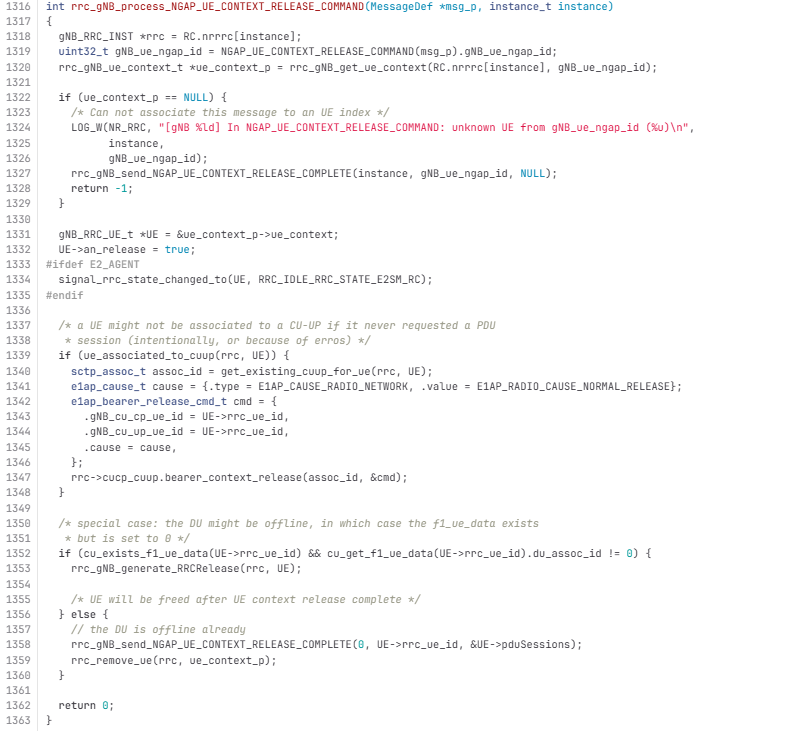 1316 int rrc_gNB_process_NGAP_UE_CONTEXT_RELEASE_COMMAND(MessageDef *msg_p, instance_t instance)
1317 {
1318   gNB_RRC_INST *rrc = RC.nrrrc[instance];
1319   uint32_t gNB_ue_ngap_id = NGAP_UE_CONTEXT_RELEASE_COMMAND(msg_p).gNB_ue_ngap_id;
1320   rrc_gNB_ue_context_t *ue_context_p = rrc_gNB_get_ue_context(RC.nrrrc[instance], gNB_ue_ngap_id);
1321
1322   if (ue_context_p == NULL) {
1323     /* Can not associate this message to an UE index */
1324     LOG_W(NR_RRC, "[gNB %ld] In NGAP_UE_CONTEXT_RELEASE_COMMAND: unknown UE from gNB_ue_ngap_id (%u)\n",
1325           instance,
1326           gNB_ue_ngap_id);
1327     rrc_gNB_send_NGAP_UE_CONTEXT_RELEASE_COMPLETE(instance, gNB_ue_ngap_id, NULL);
1328     return -1;
1329   }
1330
1331   gNB_RRC_UE_t *UE = &ue_context_p->ue_context;
1332   UE->an_release = true;
1333 #ifdef E2_AGENT
1334   signal_rrc_state_changed_to(UE, RRC_IDLE_RRC_STATE_E2SM_RC);
1335 #endif
1336
1337   /* a UE might not be associated to a CU-UP if it never requested a PDU
1338    * session (intentionally, or because of erros) */
1339   if (ue_associated_to_cuup(rrc, UE)) {
1340     sctp_assoc_t assoc_id = get_existing_cuup_for_ue(rrc, UE);
1341     e1ap_cause_t cause = {.type = E1AP_CAUSE_RADIO_NETWORK, .value = E1AP_RADIO_CAUSE_NORMAL_RELEASE};
1342     e1ap_bearer_release_cmd_t cmd = {
1343       .gNB_cu_cp_ue_id = UE->rrc_ue_id,
1344       .gNB_cu_up_ue_id = UE->rrc_ue_id,
1345       .cause = cause,
1346     };
1347     rrc->cucp_cuup.bearer_context_release(assoc_id, &cmd);
1348   }
1349
1350   /* special case: the DU might be offline, in which case the f1_ue_data exists
1351    * but is set to 0 */
1352   if (cu_exists_f1_ue_data(UE->rrc_ue_id) && cu_get_f1_ue_data(UE->rrc_ue_id).du_assoc_id != 0) {
1353     rrc_gNB_generate_RRCRelease(rrc, UE);
1354
1355     /* UE will be freed after UE context release complete */
1356   } else {
1357     // the DU is offline already
1358     rrc_gNB_send_NGAP_UE_CONTEXT_RELEASE_COMPLETE(0, UE->rrc_ue_id, &UE->pduSessions);
1359     rrc_remove_ue(rrc, ue_context_p);
1360   }
1361
1362   return 0;
1363 }